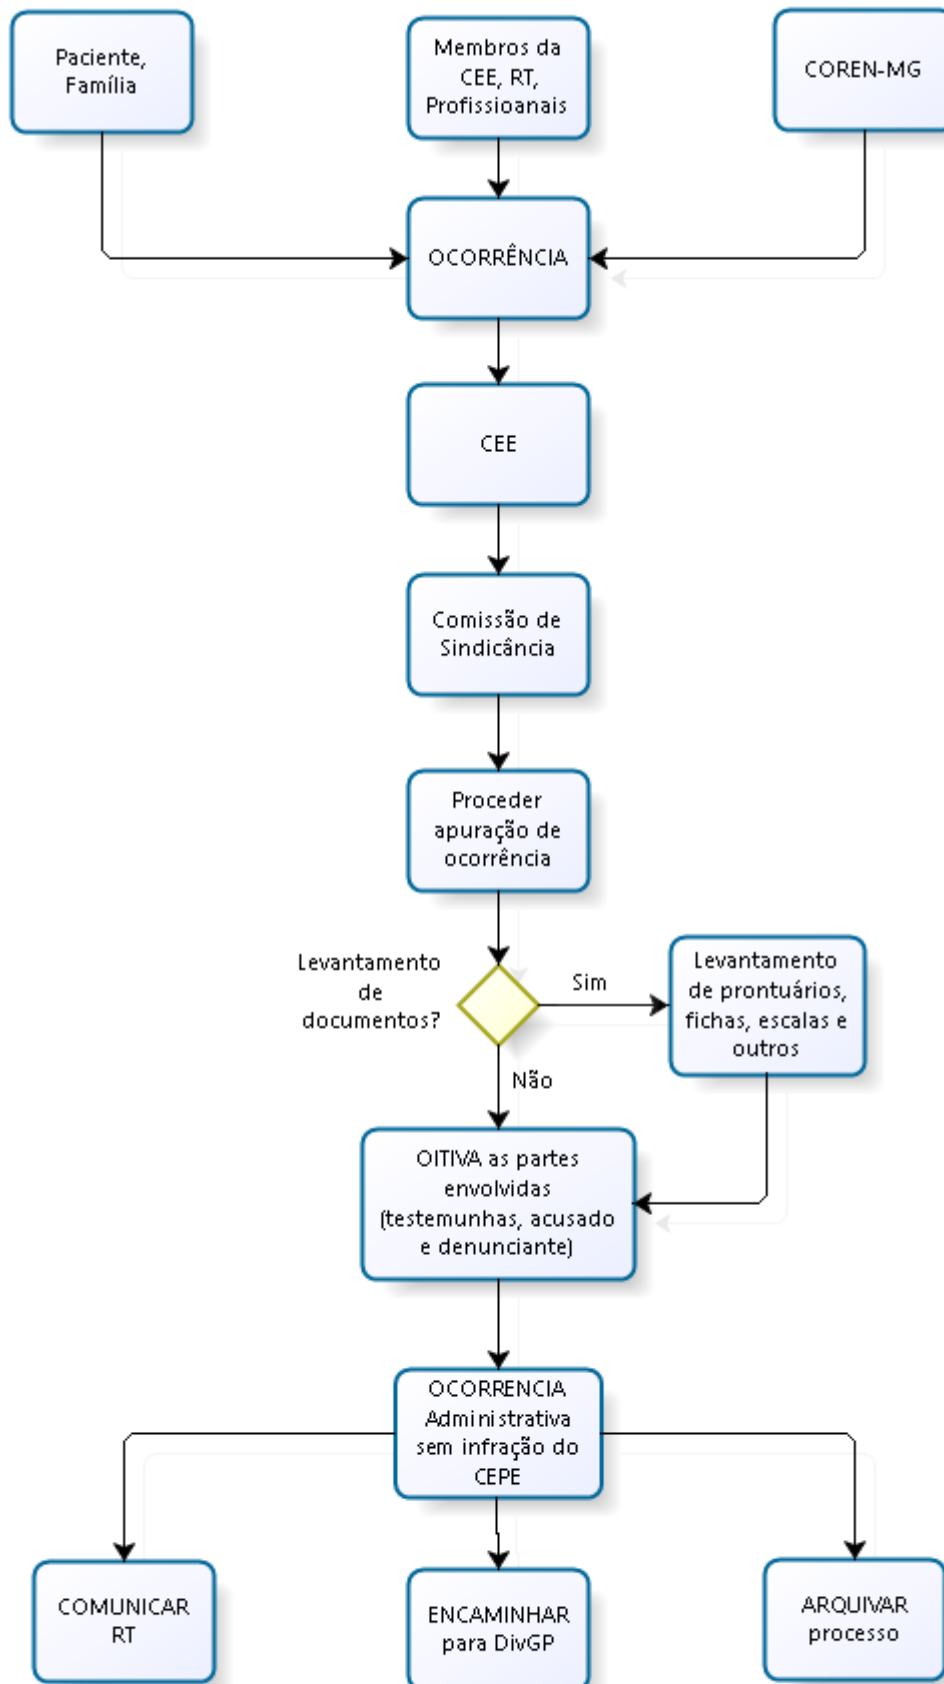 Paciente,
Família
Membros da
CEE, RT,
Profissioanais
COREN-MG
OCORRÊNCIA
CEE
Comissão de
Sindicância
Proceder
apuração de
ocorrência
Levantamento
de
documentos?
Sim
Levantamento
de prontuários,
fichas, escalas e
outros
Não
OITIVA as partes
envolvidas
(testemunhas, acusado
e denunciante)
OCORRENCIA
Administrativa
sem infração do
CEPE
COMUNICAR
RT
ENCAMINHAR
para DivGP
ARQUIVAR
processo